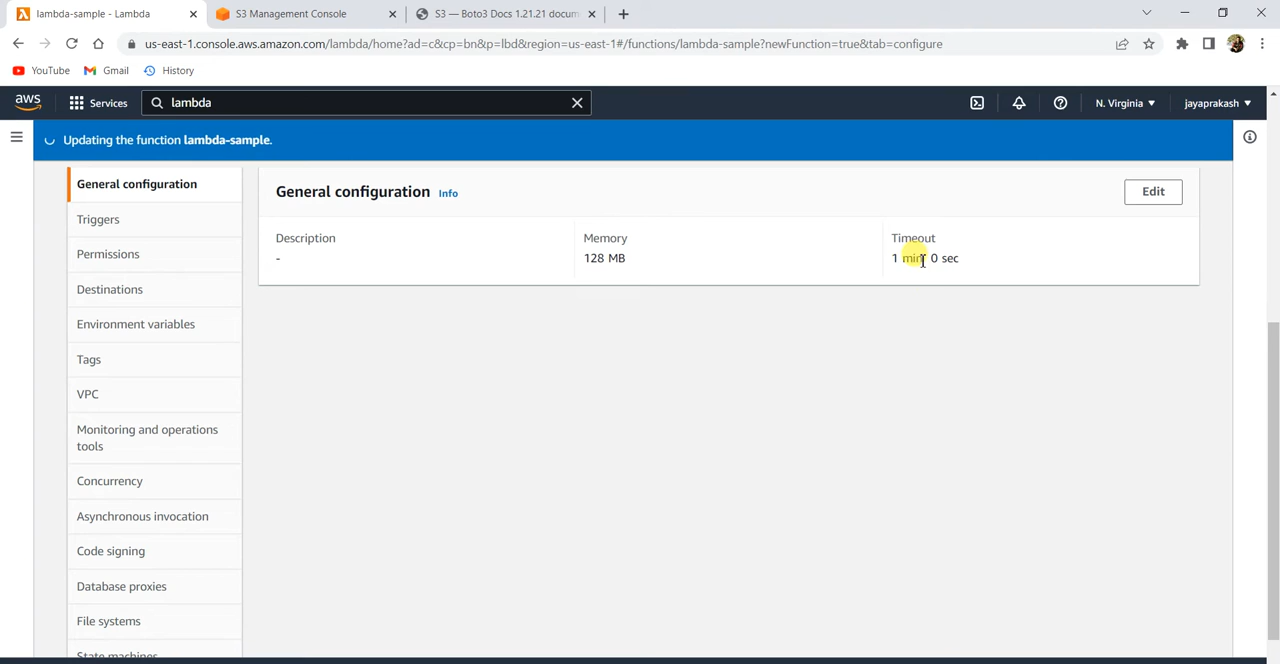 lambda-sample - Lambda
S3 Management Console
S3 — Boto3 Docs 1.21.21 docum
us-east-1.console.aws.amazon.com/lambda/home?ad=c&cp=bn&p=lbd&region=us-east-1#/functions/lambda-sample?newFunction=true&tab=configure
YouTube
Gmail
History
aws
Services
lambda
N. Virginia
jayaprakash
Updating the function lambda-sample.
General configuration
Triggers
Permissions
Destinations
Environment variables
Tags
VPC
Monitoring and operations
tools
Concurrency
Asynchronous invocation
Code signing
Database proxies
File systems
State machines
General configuration Info
Edit
Description
-
Memory
128 MB
Timeout
1 min 0 sec